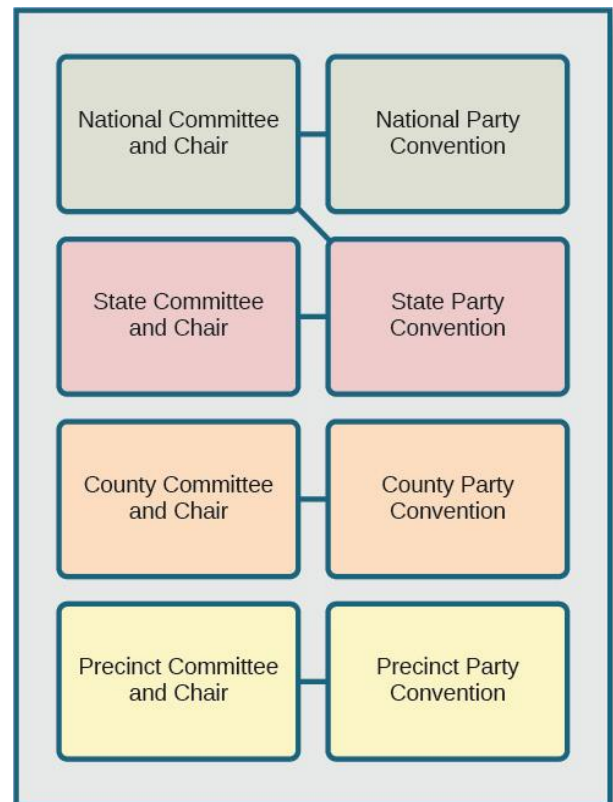 National Committee
and Chair
National Party
Convention
State Committee
and Chair
State Party
Convention
County Committee
and Chair
County Party
Convention
Precinct Committee
and Chair
Precinct Party
Convention